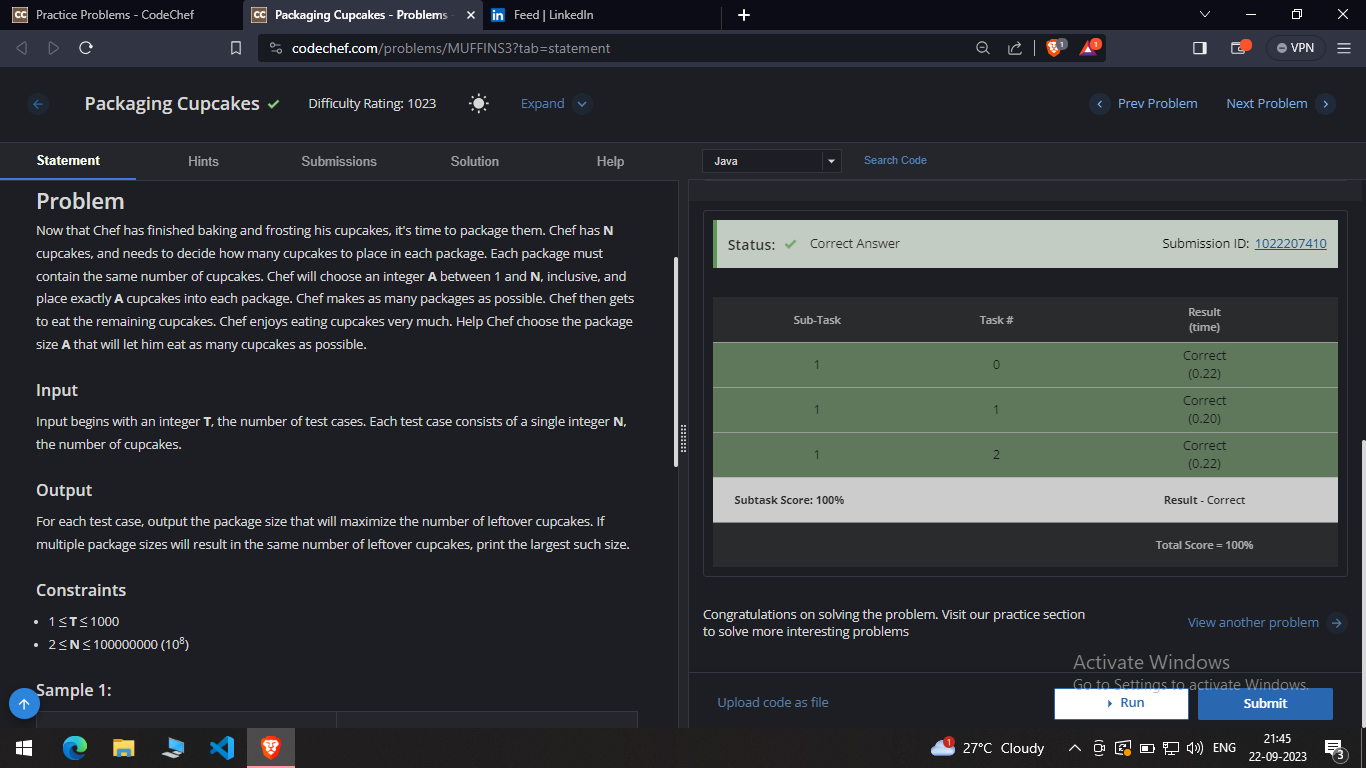 Practice Problems - CodeChef
Packaging Cupcakes - Problems
Feed | LinkedIn
codechef.com/problems/MUFFINS3?tab=statement
1
1
VPN
Packaging Cupcakes
Difficulty Rating: 1023
Expand
Prev Problem
Next Problem
Statement
Hints
Submissions
Solution
Help
Java
Search Code
Problem
Now that Chef has finished baking and frosting his cupcakes, it's time to package them. Chef has N
cupcakes, and needs to decide how many cupcakes to place in each package. Each package must
contain the same number of cupcakes. Chef will choose an integer A between 1 and N, inclusive, and
place exactly A cupcakes into each package. Chef makes as many packages as possible. Chef then gets
to eat the remaining cupcakes. Chef enjoys eating cupcakes very much. Help Chef choose the package
size A that will let him eat as many cupcakes as possible.
Input
Input begins with an integer T, the number of test cases. Each test case consists of a single integer N,
the number of cupcakes.
Output
For each test case, output the package size that will maximize the number of leftover cupcakes. If
multiple package sizes will result in the same number of leftover cupcakes, print the largest such size.
Constraints
• 1 ≤ T ≤ 1000
• 2 ≤ N ≤ 100000000 (10⁸)
Sample 1:
Status: Correct Answer
Submission ID: 1022207410
Sub-Task Task # Result
(time)
1 0 Correct
(0.22)
1 1 Correct
(0.20)
1 2 Correct
(0.22)
Subtask Score: 100% Result - Correct
Total Score = 100%
Congratulations on solving the problem. Visit our practice section
to solve more interesting problems
View another problem
Activate Windows
Go to Settings to activate Windows.
Upload code as file
Run
Submit
1
27°C Cloudy
ENG
21:45
22-09-2023
3